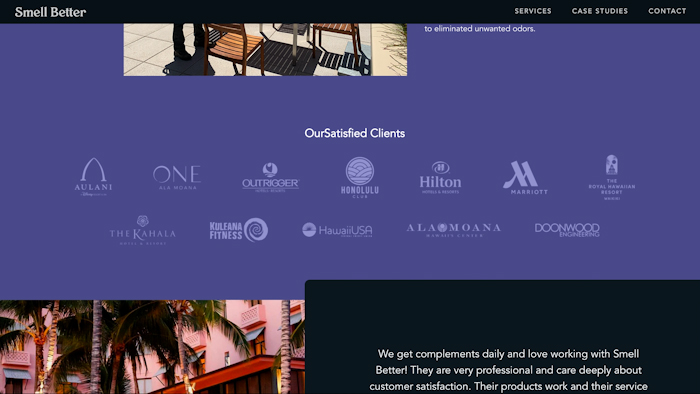 Smell Better
SERVICES CASE STUDIES CONTACT
to eliminated unwanted odors.
OurSatisfied Clients
AULANI
ONE
ALA MOANA
OUTRIGGER
HONOLULU
CLUB
Hilton
HOTELS & RESORTS
MARRIOTT
THE
ROYAL HAWAIIAN
RESORT
WAIKIKI
THE KAHALA
HOTEL & RESORT
KULEANA
FITNESS
HawaiiUSA
ALA MOANA
HAWAII'S CENTER
DOONWOOD
ENGINEERING
We get complements daily and love working with Smell
Better! They are very professional and care deeply about
customer satisfaction. Their products work and their service